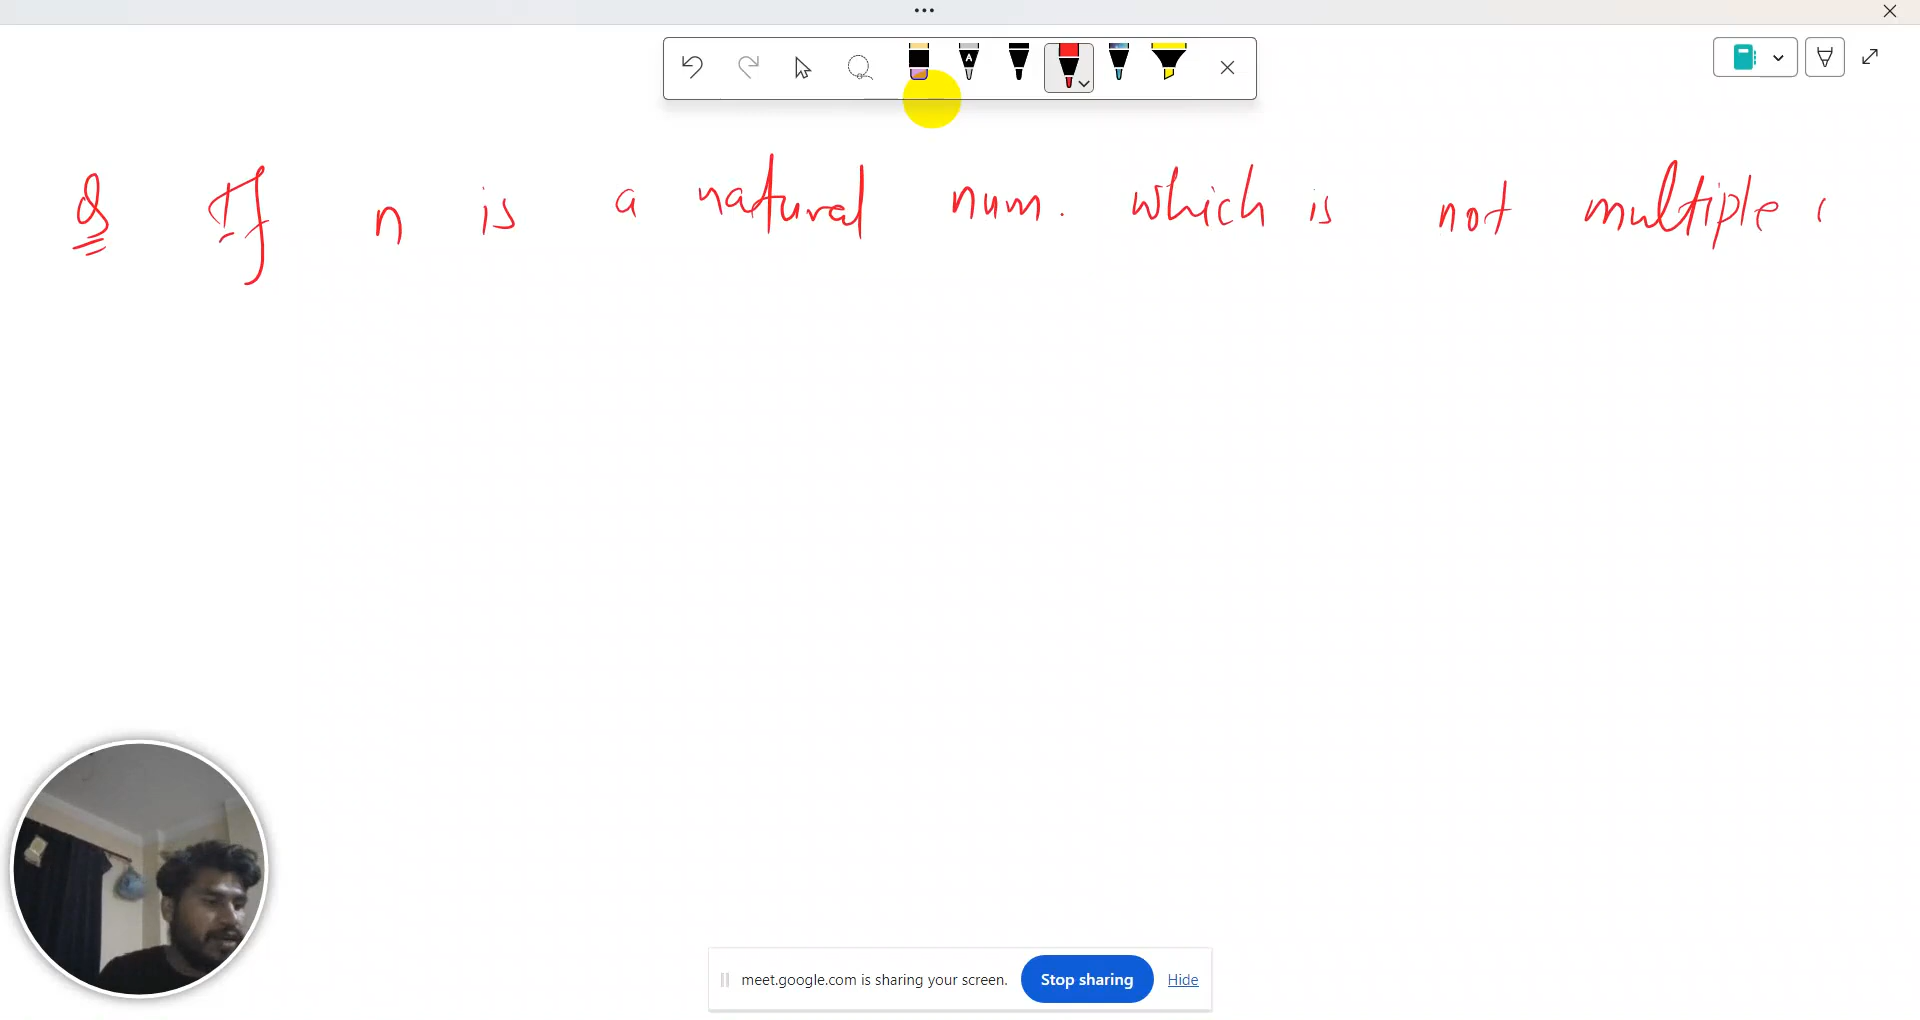 Q If n is a natural num. which is not multiple
meet.google.com is sharing your screen. Stop sharing Hide